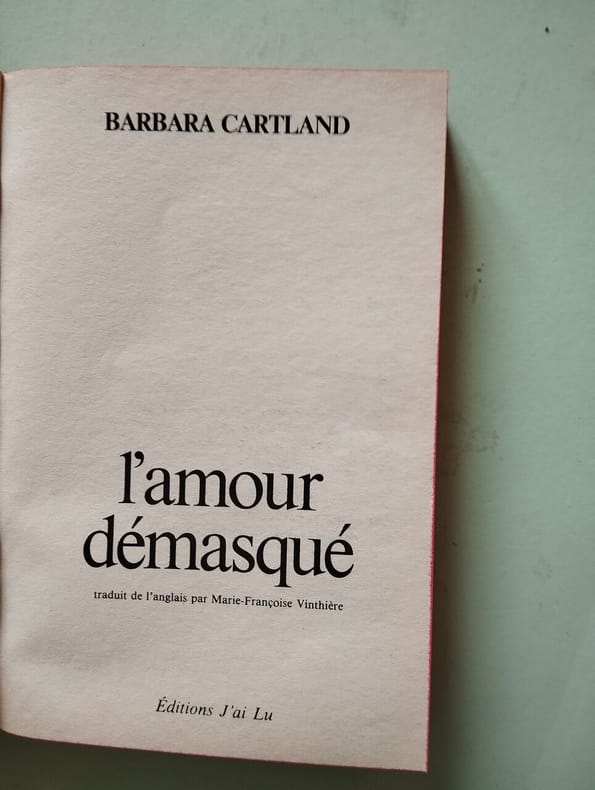 BARBARA CARTLAND
l'amour
démasqué
traduit de l'anglais par Marie-Françoise Vinthière
Éditions J'ai Lu